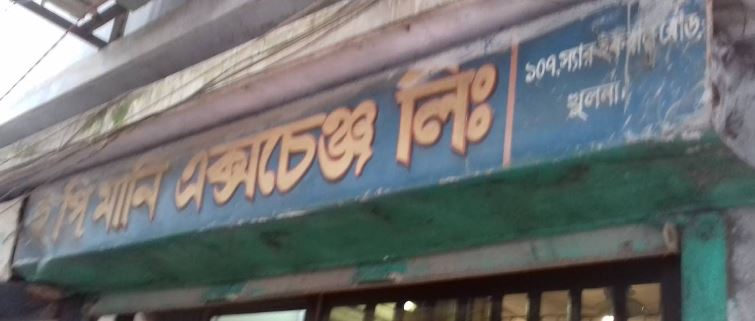 পি মানি এক্সচেঞ্জ লিঃ
১০৭, স্যার ইকবাল রোড,
খুলনা।